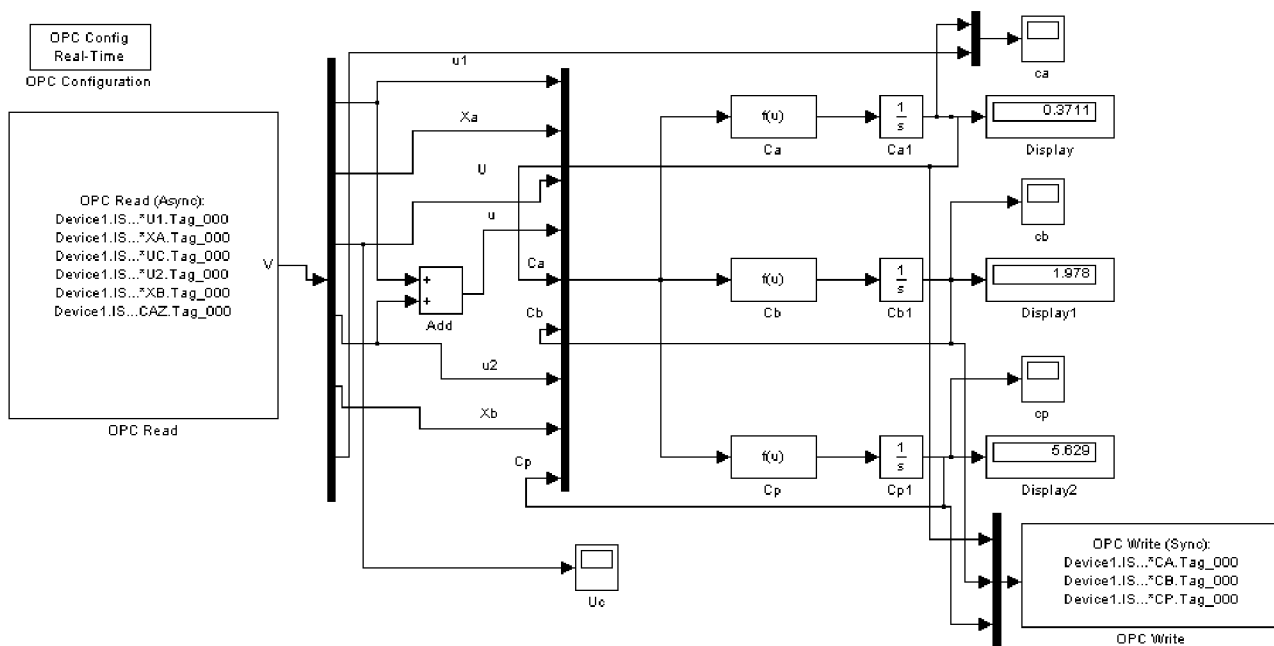 OPC Config
Real-Time
OPC Configuration
OPC Read (Async):
Device1.IS...*U1.Tag_000
Device1.IS...*XA.Tag_000
Device1.IS...*UC.Tag_000
Device1.IS...*U2.Tag_000
Device1.IS...*XB.Tag_000
Device1.IS...CAZ.Tag_000
V
OPC Read
u1
Xa
U
u
Ca
Cb
u2
Xb
Cp
+
+
Add
Uc
f(u)
Ca
1
s
Ca1
ca
0.3711
Display
f(u)
Cb
1
s
Cb1
cb
1.978
Display1
f(u)
Cp
1
s
Cp1
cp
5.629
Display2
OPC Write (Sync):
Device1.IS...*CA.Tag_000
Device1.IS...*CB.Tag_000
Device1.IS...*CP.Tag_000
OPC Write